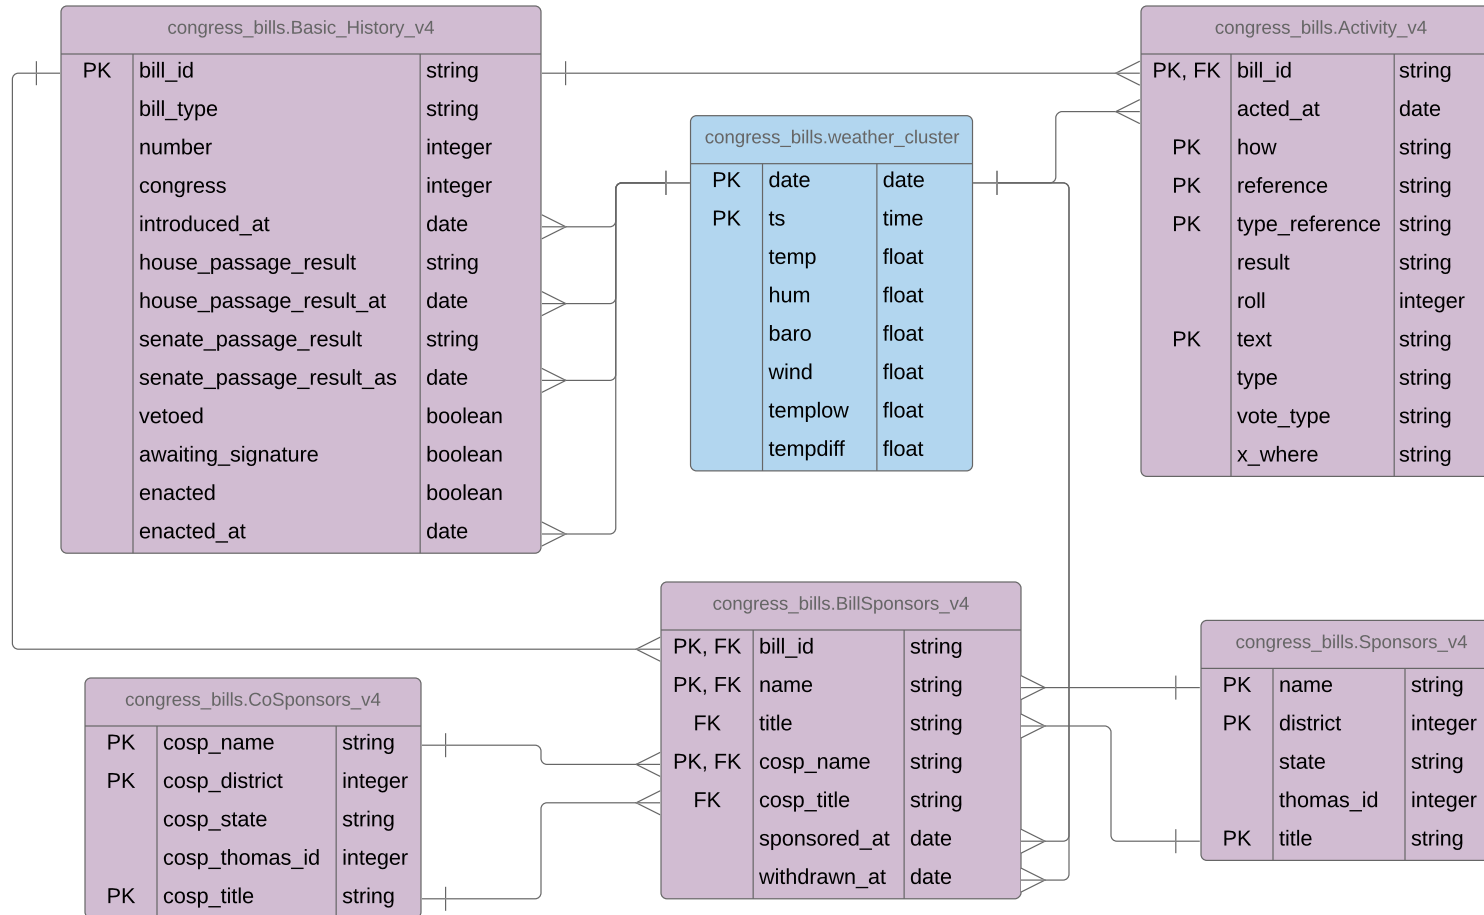 congress_bills.Basic_History_v4
PK bill_id string
bill_type string
number integer
congress integer
introduced_at date
house_passage_result string
house_passage_result_at date
senate_passage_result string
senate_passage_result_as date
vetoed boolean
awaiting_signature boolean
enacted boolean
enacted_at date
congress_bills.weather_cluster
PK date date
PK ts time
temp float
hum float
baro float
wind float
templow float
tempdiff float
congress_bills.Activity_v4
PK, FK bill_id string
acted_at date
PK how string
PK reference string
PK type_reference string
result string
roll integer
PK text string
type string
vote_type string
x_where string
congress_bills.CoSponsors_v4
PK cosp_name string
PK cosp_district integer
cosp_state string
cosp_thomas_id integer
PK cosp_title string
congress_bills.BillSponsors_v4
PK, FK bill_id string
PK, FK name string
FK title string
PK, FK cosp_name string
FK cosp_title string
sponsored_at date
withdrawn_at date
congress_bills.Sponsors_v4
PK name string
PK district integer
state string
thomas_id integer
PK title string